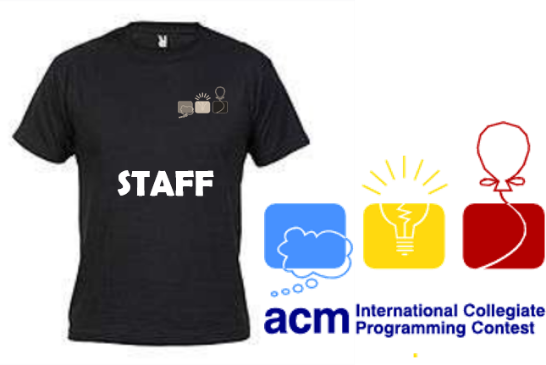 STAFF
acm International Collegiate
Programming Contest